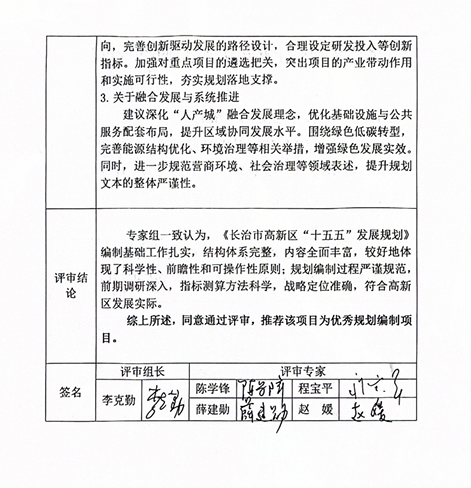 向，完善创新驱动发展的路径设计，合理设定研发投入等创新
指标。加强对重点项目的遴选把关，突出项目的产业带动作用
和实施可行性，夯实规划落地支撑。
3. 关于融合发展与系统推进
建议深化“人产城”融合发展理念，优化基础设施与公共
服务配套布局，提升区域协同发展水平。围绕绿色低碳转型，
完善能源结构优化、环境治理等相关举措，增强绿色发展实效。
同时，进一步规范营商环境、社会治理等领域表述，提升规划
文本的整体严谨性。
专家组一致认为，《长治市高新区“十五五”发展规划》
编制基础工作扎实，结构体系完整，内容全面丰富，较好地体
现了科学性、前瞻性和可操作性原则；规划编制过程严谨规范，
前期调研深入，指标测算方法科学，战略定位准确，符合高新
区发展实际。
综上所述，同意通过评审，推荐该项目为优秀规划编制项
目。
评审结
论
评审组长 评审专家
签名 李克勤 李克勤 陈学锋 陈学锋 程宝平
薛建勋 薛建勋 赵 媛 赵媛